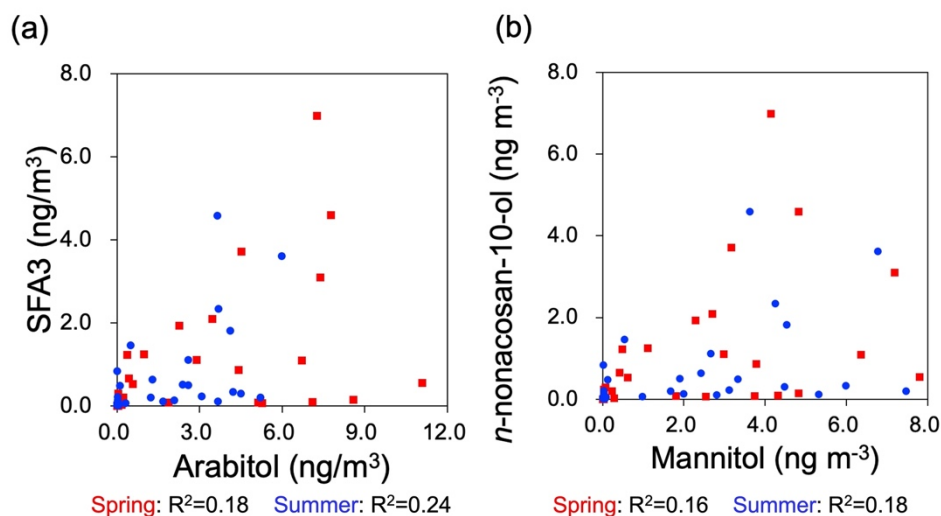 (a)
8.0
6.0
4.0
2.0
0.0
SFA3 (ng/m³)
0.0 3.0 6.0 9.0 12.0
Arabitol (ng/m³)
Spring: R²=0.18 Summer: R²=0.24
(b)
8.0
6.0
4.0
2.0
0.0
n-nonacosan-10-ol (ng m⁻³)
0.0 2.0 4.0 6.0 8.0
Mannitol (ng m⁻³)
Spring: R²=0.16 Summer: R²=0.18